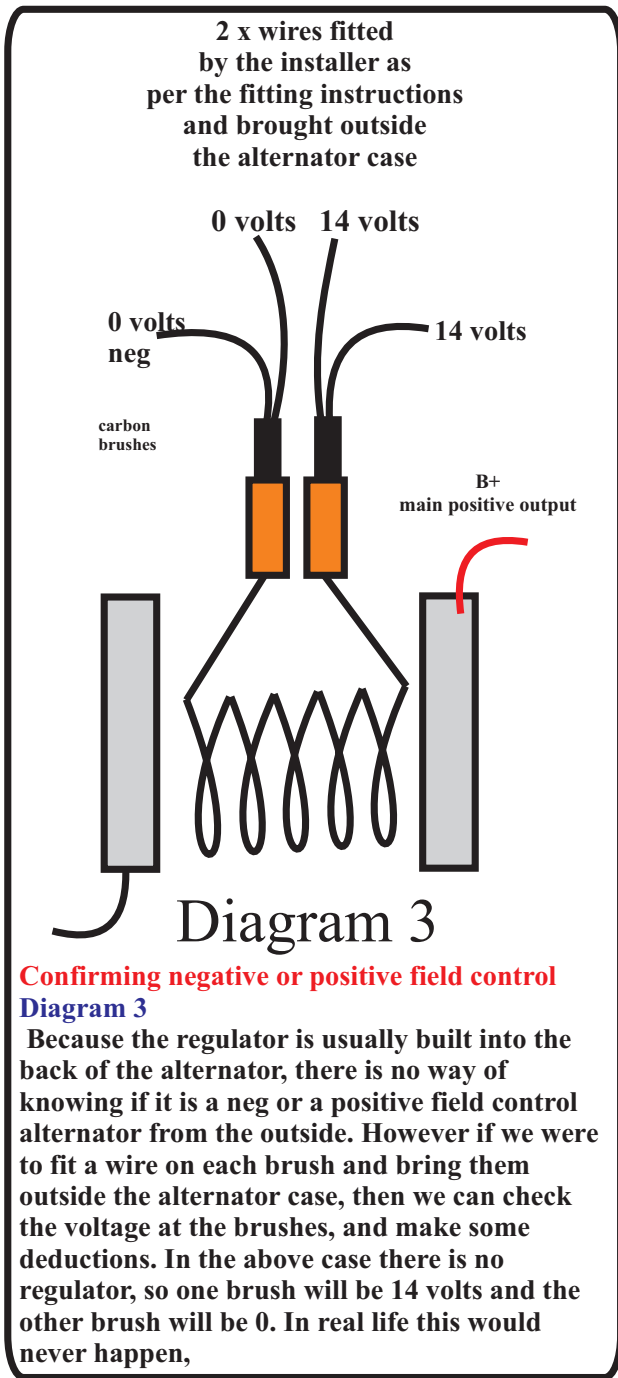 2 x wires fitted
by the installer as
per the fitting instructions
and brought outside
the alternator case
0 volts 14 volts
0 volts
neg
14 volts
carbon
brushes
B+
main positive output
Diagram 3
Confirming negative or positive field control
Diagram 3
Because the regulator is usually built into the
back of the alternator, there is no way of
knowing if it is a neg or a positive field control
alternator from the outside. However if we were
to fit a wire on each brush and bring them
outside the alternator case, then we can check
the voltage at the brushes, and make some
deductions. In the above case there is no
regulator, so one brush will be 14 volts and the
other brush will be 0. In real life this would
never happen,